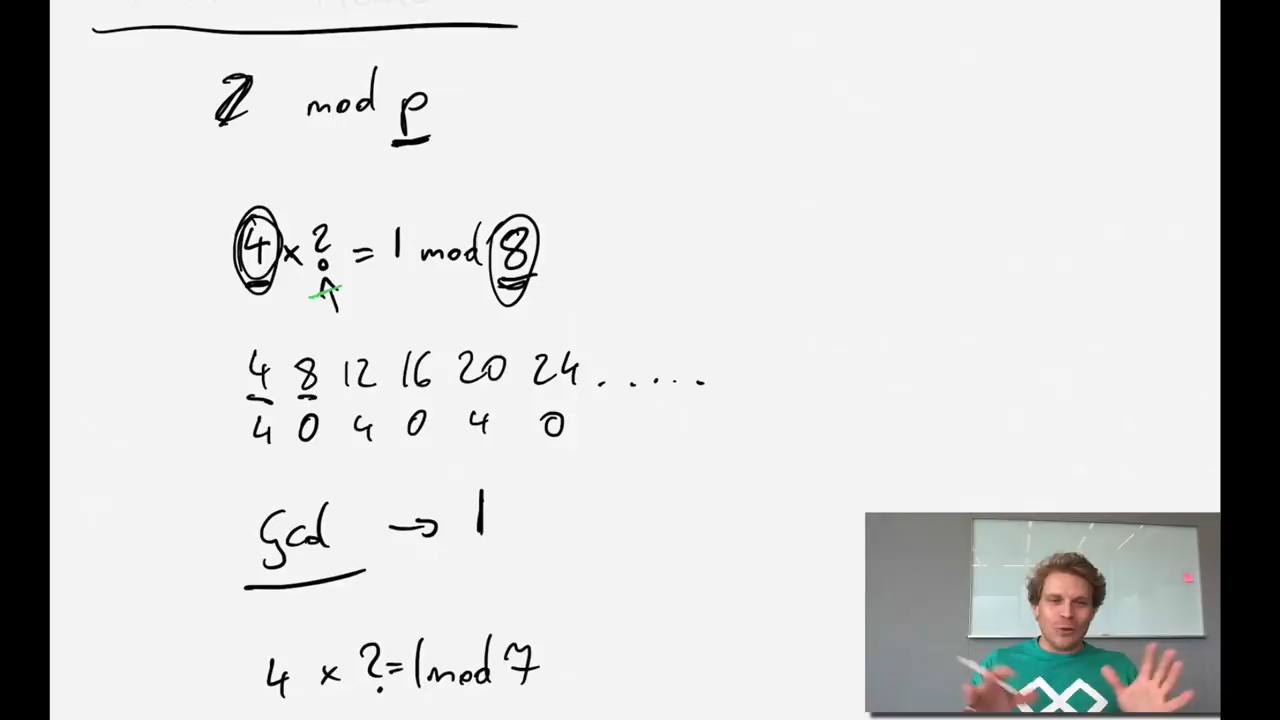 Z mod p
4 x ? = 1 mod 8
4 8 12 16 20 24 .....
4 0 4 0 4 0
gcd → 1
4 x ? = 1 mod 7